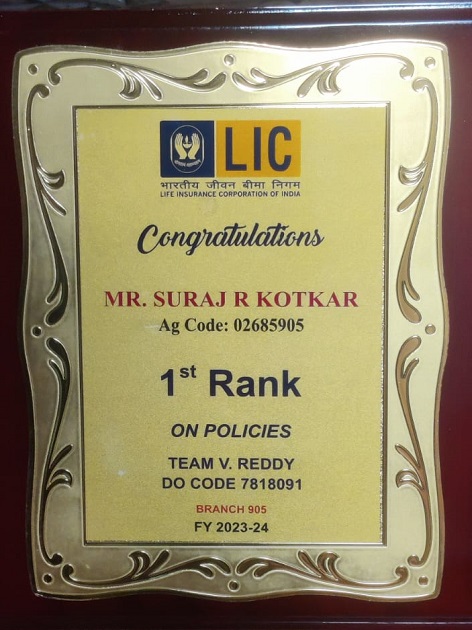 LIC
भारतीय जीवन बीमा निगम
LIFE INSURANCE CORPORATION OF INDIA
Congratulations
MR. SURAJ R KOTKAR
Ag Code: 02685905
1st Rank
ON POLICIES
TEAM V. REDDY
DO CODE 7818091
BRANCH 905
FY 2023-24